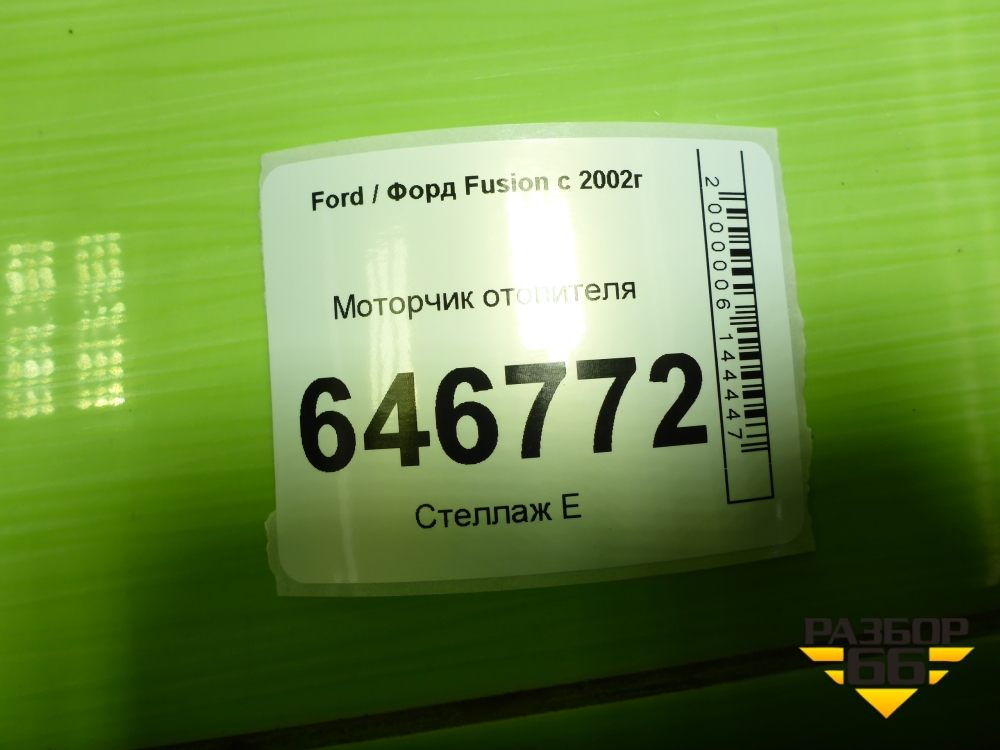 Ford / Форд Fusion с 2002г
Моторчик отопителя
646772
Стеллаж Е
2000006144447
РАЗБОР
66